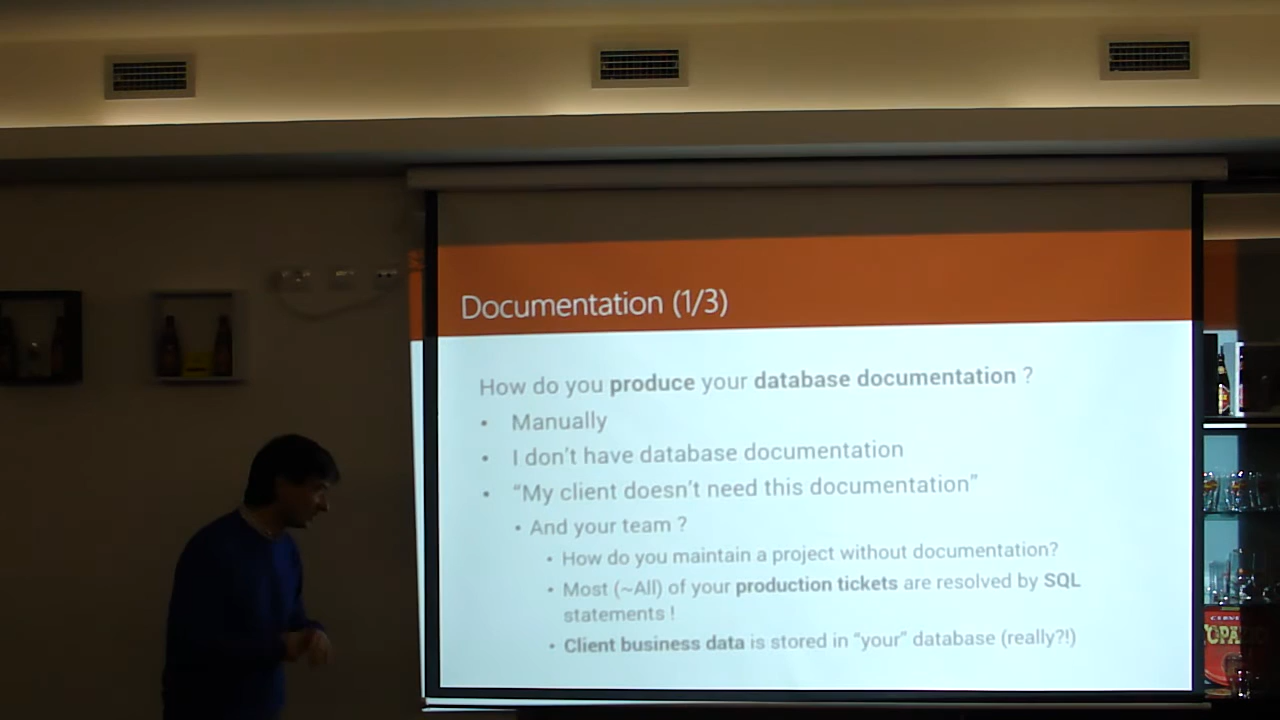 Documentation (1/3)
How do you produce your database documentation ?
• Manually
• I don't have database documentation
• "My client doesn't need this documentation"
• And your team ?
• How do you maintain a project without documentation?
• Most (~All) of your production tickets are resolved by SQL
statements !
• Client business data is stored in "your" database (really?!)